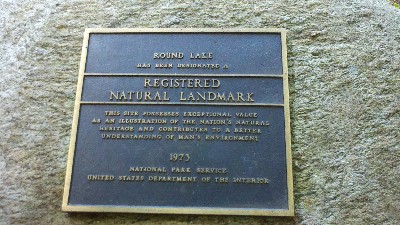 ROUND LAKE
HAS BEEN DESIGNATED A
REGISTERED
NATURAL LANDMARK
THIS SITE POSSESSES EXCEPTIONAL VALUE
AS AN ILLUSTRATION OF THE NATION'S NATURAL
HERITAGE AND CONTRIBUTES TO A BETTER
UNDERSTANDING OF MAN'S ENVIRONMENT
1973
NATIONAL PARK SERVICE
UNITED STATES DEPARTMENT OF THE INTERIOR